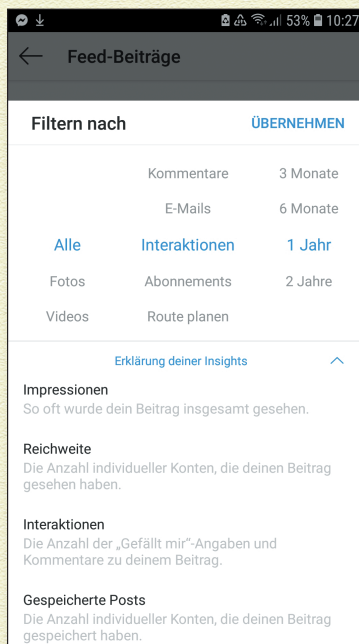 53% 10:27
Feed-Beiträge
Filtern nach ÜBERNEHMEN
Kommentare 3 Monate
E-Mails 6 Monate
Alle Interaktionen 1 Jahr
Fotos Abonnements 2 Jahre
Videos Route planen
Erklärung deiner Insights
Impressionen
So oft wurde dein Beitrag insgesamt gesehen.
Reichweite
Die Anzahl individueller Konten, die deinen Beitrag
gesehen haben.
Interaktionen
Die Anzahl der „Gefällt mir“-Angaben und
Kommentare zu deinem Beitrag.
Gespeicherte Posts
Die Anzahl individueller Konten, die deinen Beitrag
gespeichert haben.